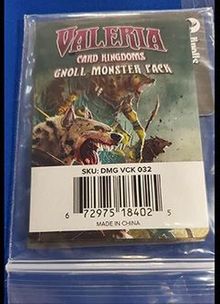 VALERIA
CARD KINGDOMS
GNOLL MONSTER PACK
SKU: DMG VCK 032
6 72975 18402 5
MADE IN CHINA